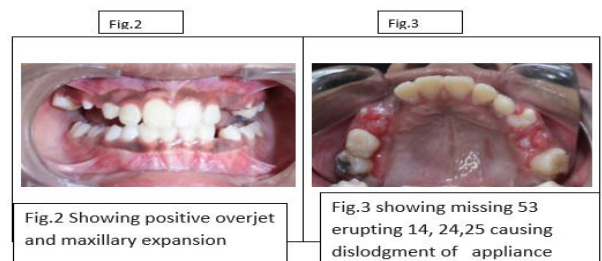 Fig.2
Fig.3
Fig.2 Showing positive overjet
and maxillary expansion
Fig.3 showing missing 53
erupting 14, 24,25 causing
dislodgment of appliance